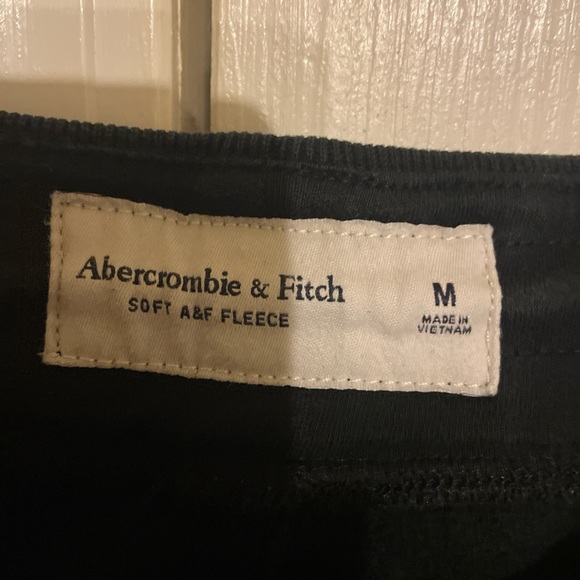 Abercrombie & Fitch
SOFT A&F FLEECE
M
MADE IN
VIETNAM